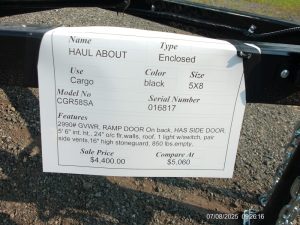 Name Type
HAUL ABOUT Enclosed
Use Color Size
Cargo black 5X8
Model No Serial Number
CGR58SA 016817
Features
2990# GVWR, RAMP DOOR On back, HAS SIDE DOOR,
5' 6" int. ht., 24" o/c flr.walls, roof, 1 light w/switch, pair
side vents,16" high stoneguard, 850 lbs.empty,
Sale Price Compare At
$4,400.00 $5,060
07/08/2025 09:26:16